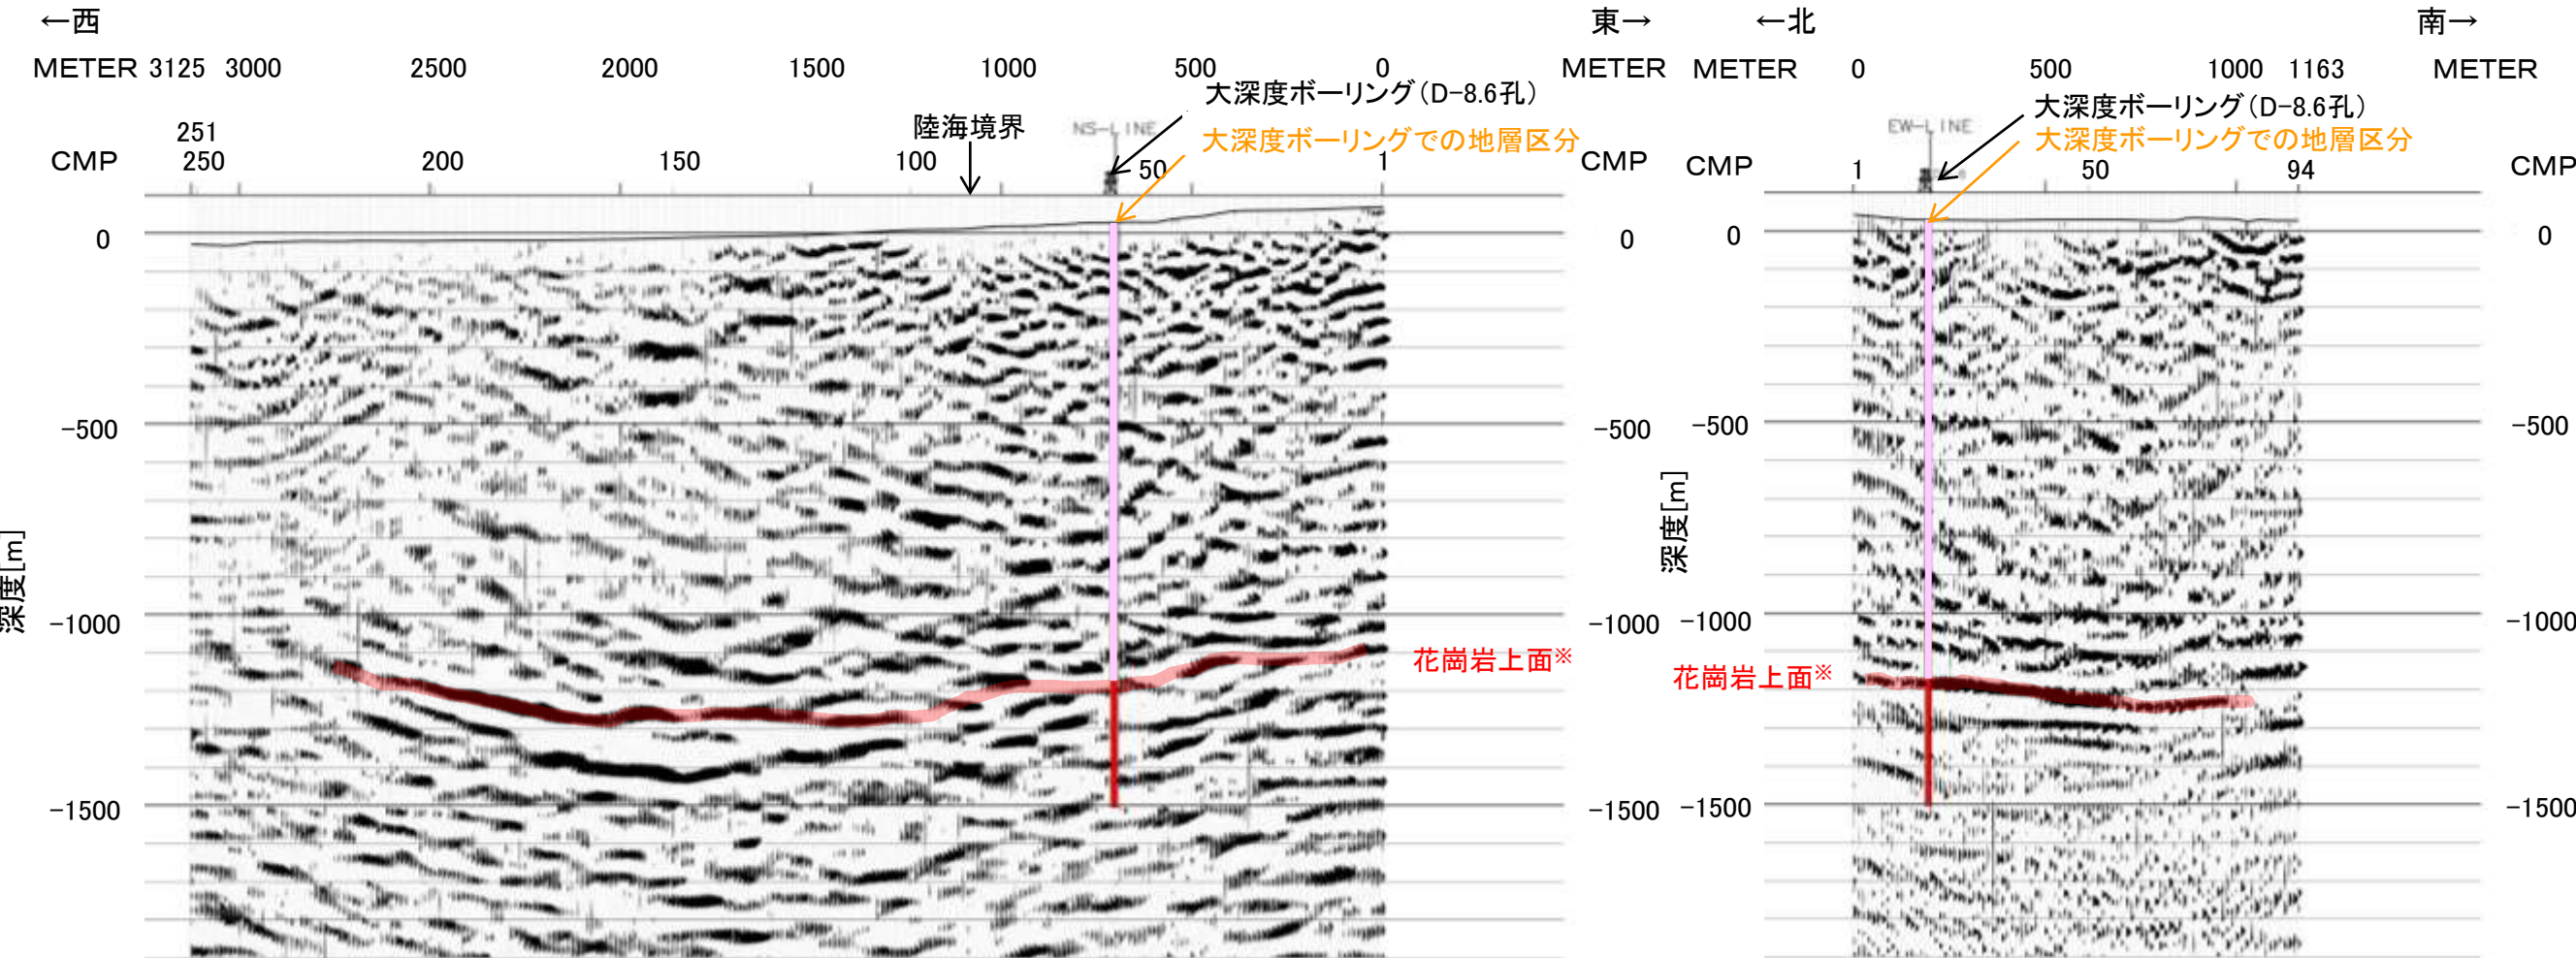 ←西
東→
←北
南→
METER 3125 3000 2500 2000 1500 1000 500 0 METER
METER 0 500 1000 1163 METER
大深度ボーリング（D-8.6孔）
大深度ボーリング（D-8.6孔）
陸海境界
NS-LINE
EW-LINE
大深度ボーリングでの地層区分
大深度ボーリングでの地層区分
251
CMP 250 200 150 100 50 1 CMP
CMP 1 50 94 CMP
0 0 0 0
-500 -500 -500 -500
深度[m]
深度[m]
-1000 -1000 -1000 -1000
花崗岩上面※
花崗岩上面※
-1500 -1500 -1500 -1500